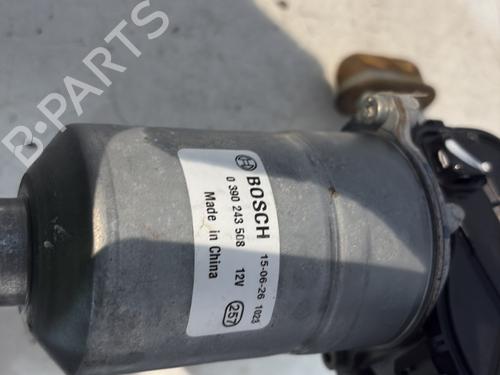 BOSCH
0 390 243 508 12V
Made in China
15-06-26 1023
257
B-PARTS